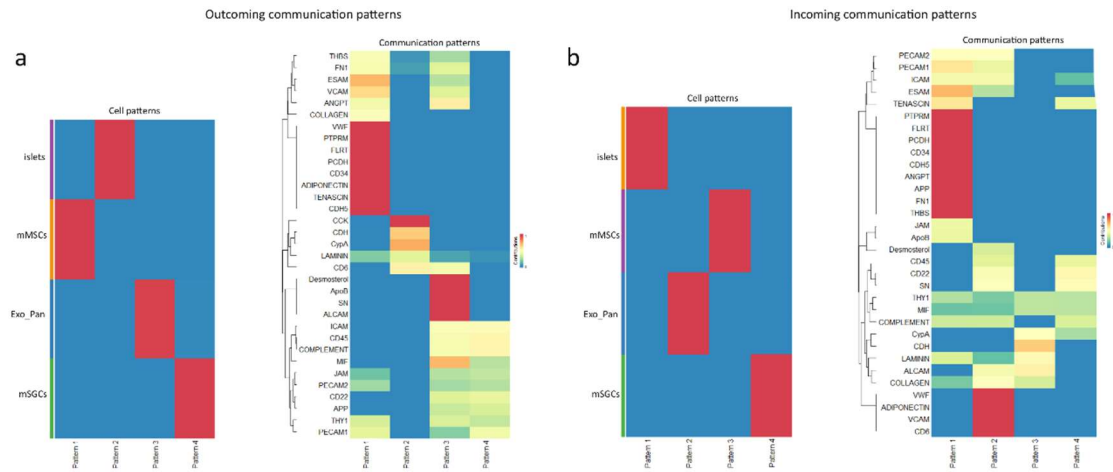 Outcoming communication patterns
Incoming communication patterns
a
Communication patterns
Cell patterns
islets
mMSCs
Exo_Pan
mSGCs
Pattern 1
Pattern 2
Pattern 3
Pattern 4
THBS
FN1
ESAM
VCAM
ANGPT
COLLAGEN
VWF
PTPRM
FLRT
PCDH
CD34
ADIPONECTIN
TENASCIN
CDH5
CCK
CDH
CypA
LAMININ
CD6
Desmosterol
ApoB
SN
ALCAM
ICAM
CD45
COMPLEMENT
MIF
JAM
PECAM2
CD22
APP
THY1
PECAM1
Pattern 1
Pattern 2
Pattern 3
Pattern 4
Contributions
b
Communication patterns
Cell patterns
islets
mMSCs
Exo_Pan
mSGCs
Pattern 1
Pattern 2
Pattern 3
Pattern 4
PECAM2
PECAM1
ICAM
ESAM
TENASCIN
PTPRM
FLRT
PCDH
CD34
CDH5
ANGPT
APP
FN1
THBS
JAM
ApoB
Desmosterol
CD45
CD22
SN
THY1
MIF
COMPLEMENT
CypA
CDH
LAMININ
ALCAM
COLLAGEN
VWF
ADIPONECTIN
VCAM
CD6
Pattern 1
Pattern 2
Pattern 3
Pattern 4
Contributions